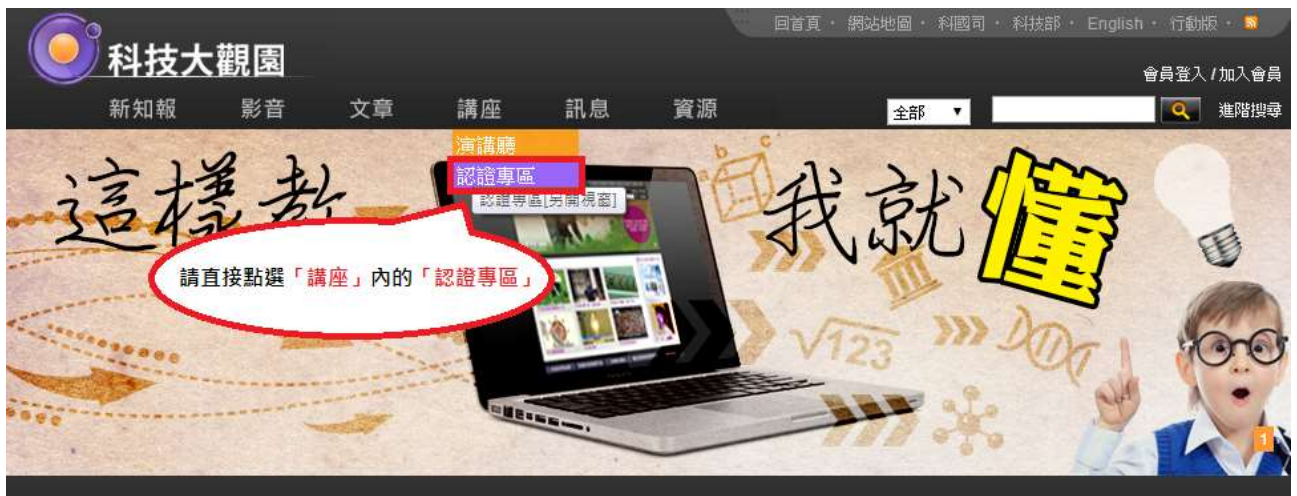 回首頁 · 網站地圖 · 科國司 · 科技部 · English · 行動版 ·
科技大觀園
會員登入 / 加入會員
新知報 影音 文章 講座 訊息 資源 全部 ▼ 進階搜尋
演講廳
認證專區
認證專區[另開視窗]
這樣教 我就懂
a b c
請直接點選「講座」內的「認證專區」
√123
1